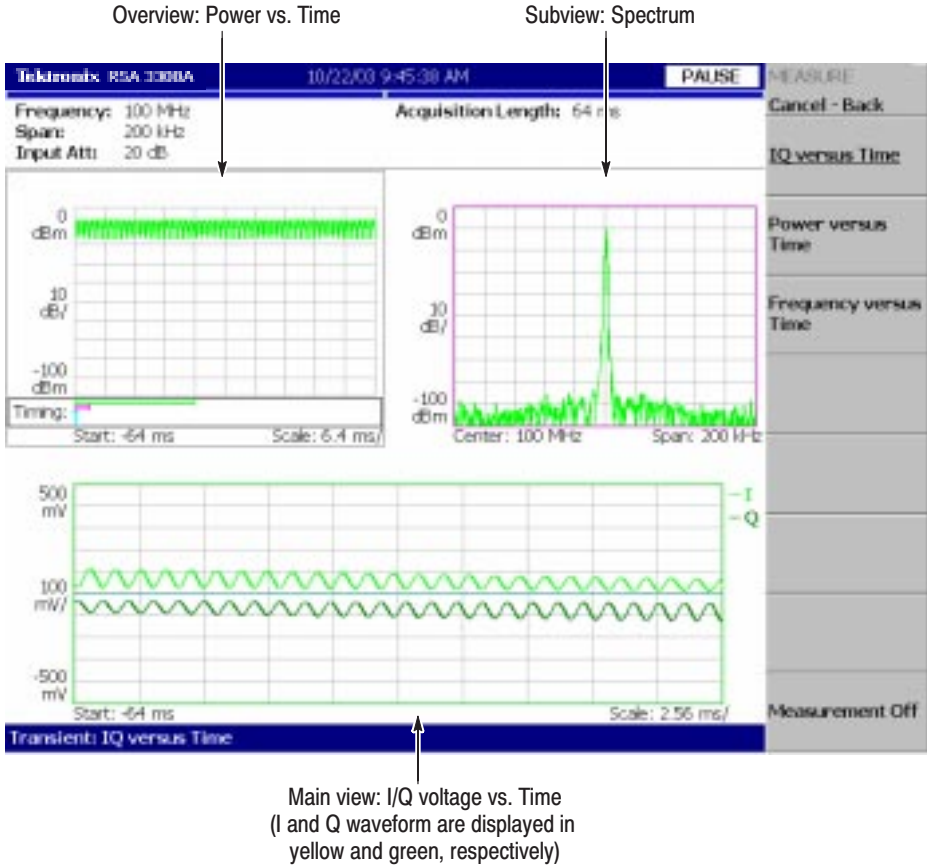 Overview: Power vs. Time
Subview: Spectrum
Tektronix RSA 3308A
10/22/03 9:45:38 AM
PAUSE
MEASURE
Cancel - Back
Frequency: 100 MHz
Acquisition Length: 64 ms
Span: 200 kHz
Input Att: 20 dB
IQ versus Time
Power versus
Time
Frequency versus
Time
Measurement Off
0
dBm
10
dB/
-100
dBm
Timing:
Start: -64 ms
Scale: 6.4 ms/
0
dBm
10
dB/
-100
dBm
Center: 100 MHz
Span: 200 kHz
500
mV
100
mV/
-500
mV
I
Q
Start: -64 ms
Scale: 2.56 ms/
Transient: IQ versus Time
Main view: I/Q voltage vs. Time
(I and Q waveform are displayed in
yellow and green, respectively)